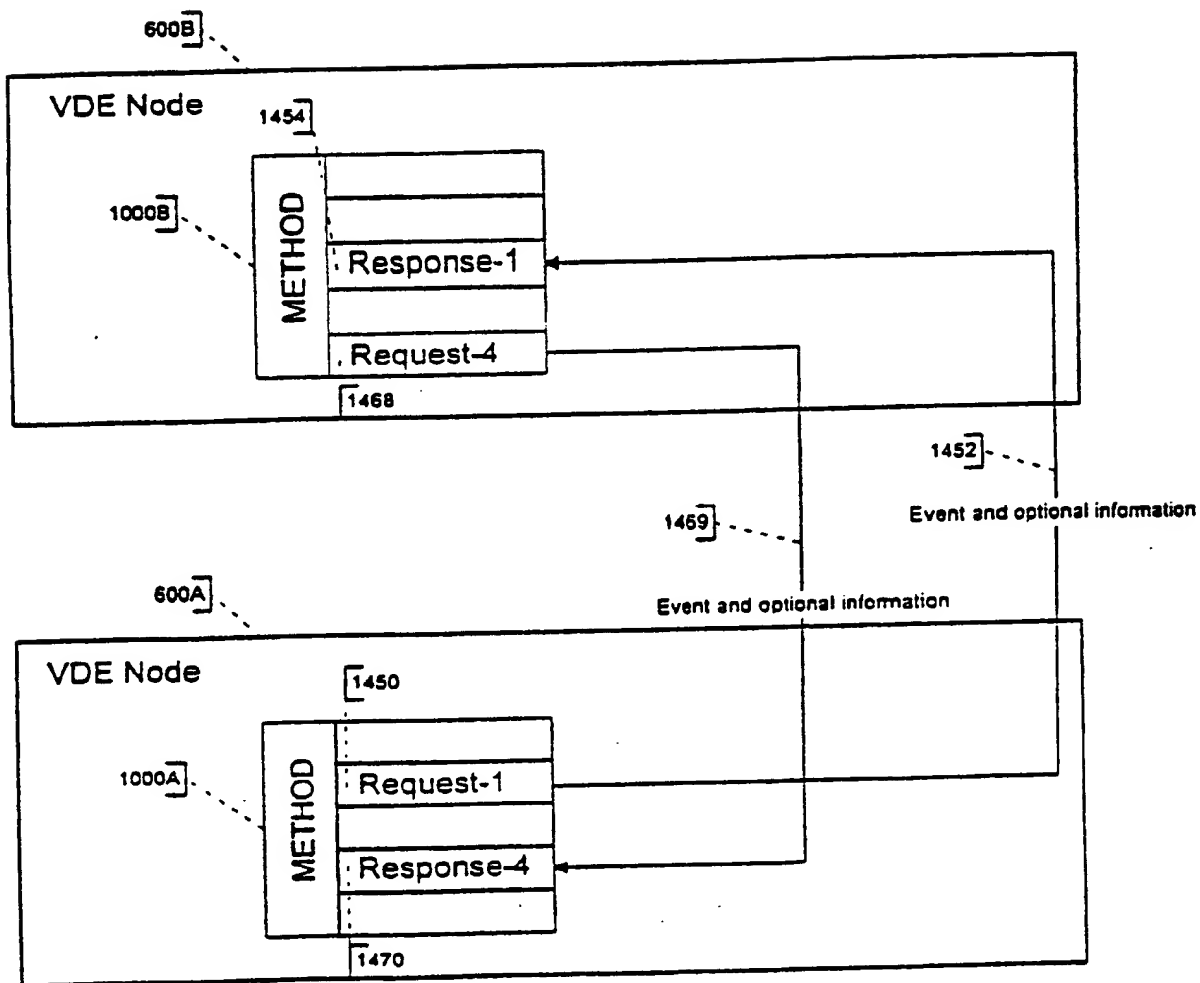 600B
VDE Node
1454
1000B
METHOD
Response-1
Request-4
1468
1452
Event and optional information
1469
600A
Event and optional information
VDE Node
1450
1000A
METHOD
Request-1
Response-4
1470